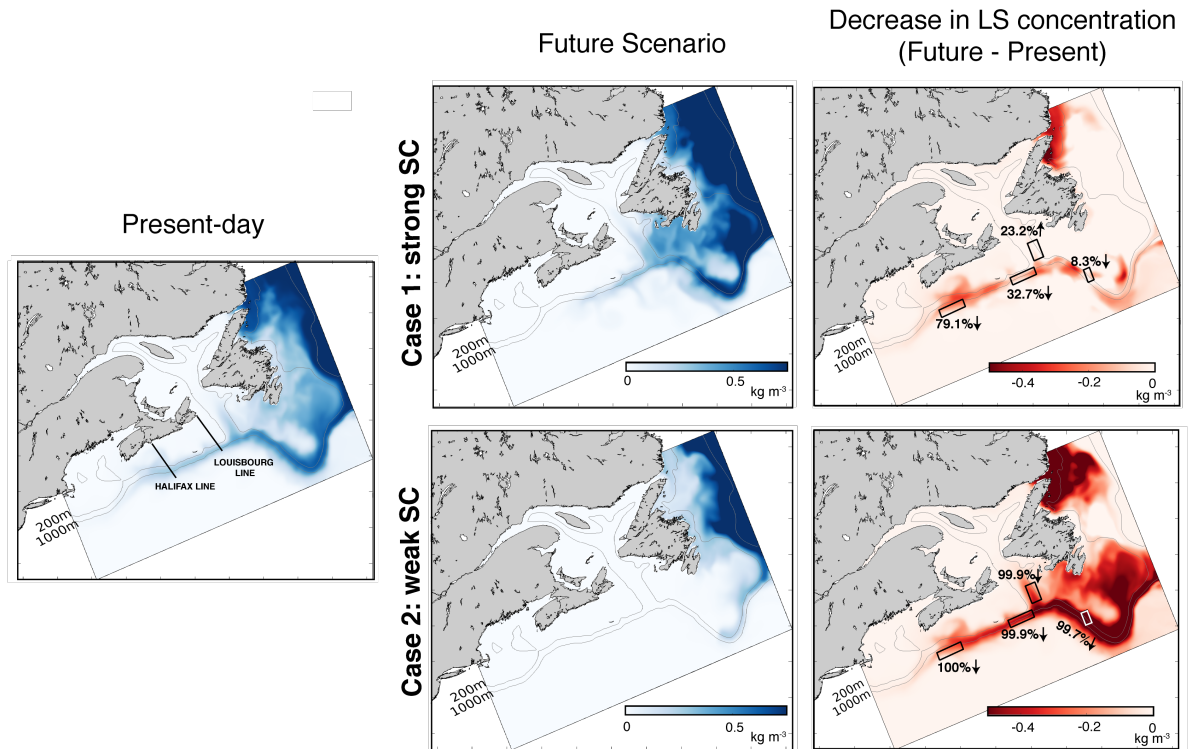 Future Scenario
Decrease in LS concentration
(Future - Present)
Present-day
LOUISBOURG
LINE
HALIFAX LINE
200m
1000m
Case 1: strong SC
200m
1000m
0
0.5
kg m-3
23.2%↑
8.3%↓
32.7%↓
79.1%↓
200m
1000m
-0.4
-0.2
0
kg m-3
Case 2: weak SC
200m
1000m
0
0.5
kg m-3
99.9%↓
99.9%↓
99.7%↓
100%↓
200m
1000m
-0.4
-0.2
0
kg m-3